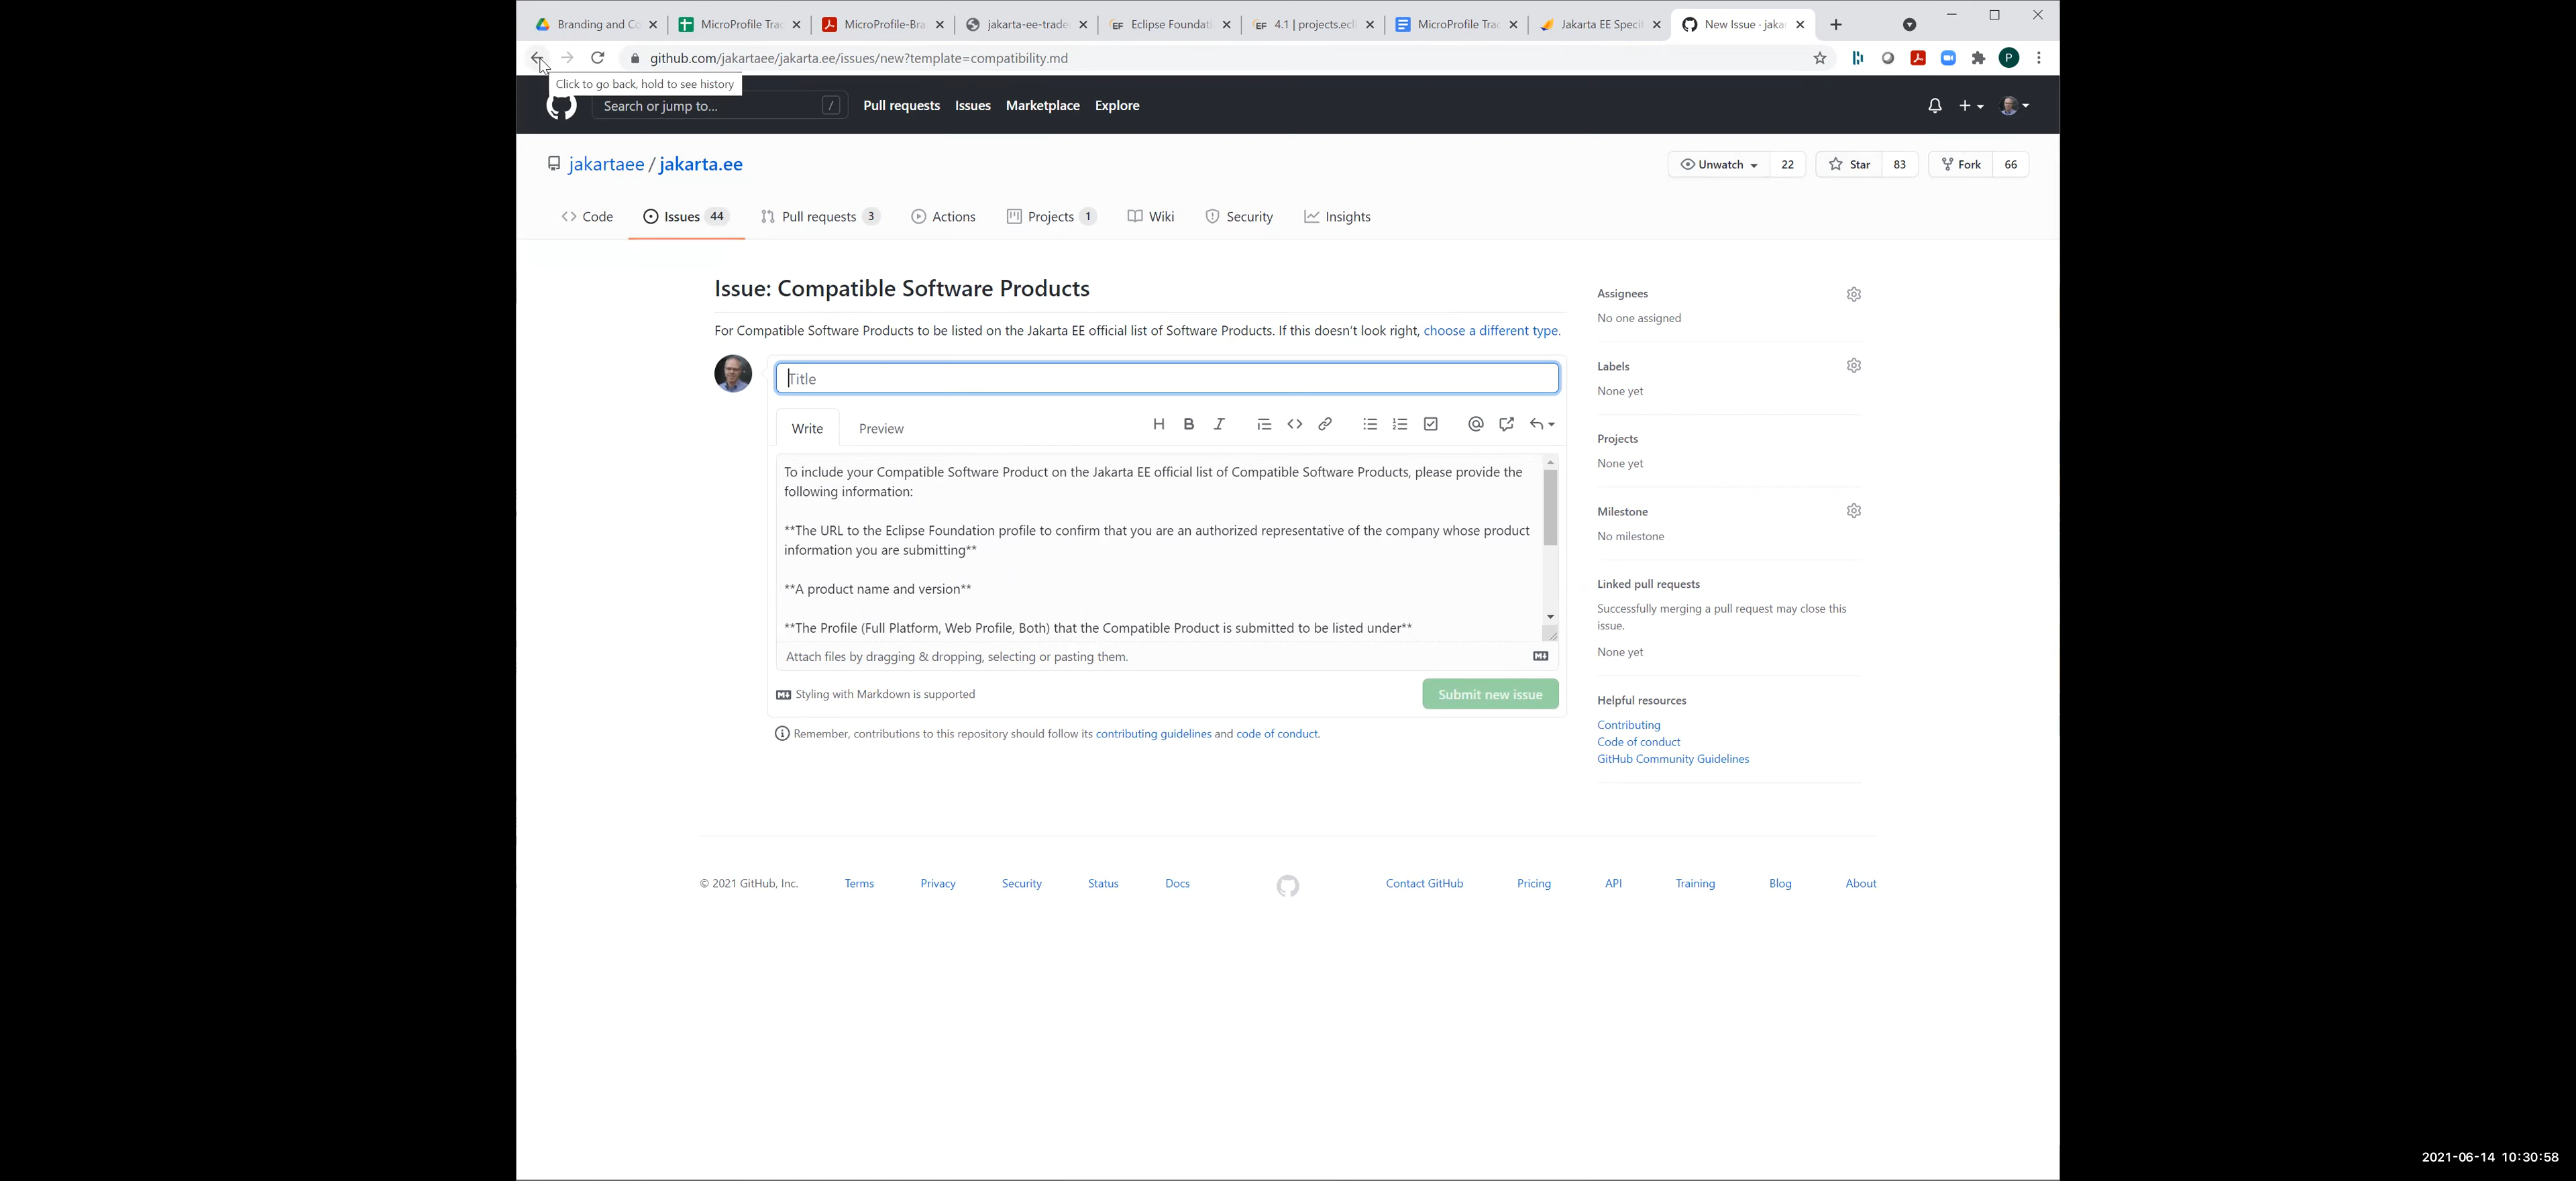 Branding and Co
MicroProfile Trac
MicroProfile-Bra
jakarta-ee-trade
Eclipse Foundati
4.1 | projects.ecl
MicroProfile Trac
Jakarta EE Specif
New Issue · jakar
github.com/jakartaee/jakarta.ee/issues/new?template=compatibility.md
P
Click to go back, hold to see history
Search or jump to...
/
Pull requests
Issues
Marketplace
Explore
jakartaee / jakarta.ee
Unwatch 22
Star 83
Fork 66
Code
Issues 44
Pull requests 3
Actions
Projects 1
Wiki
Security
Insights
Issue: Compatible Software Products
For Compatible Software Products to be listed on the Jakarta EE official list of Software Products. If this doesn't look right, choose a different type.
Title
Write
Preview
To include your Compatible Software Product on the Jakarta EE official list of Compatible Software Products, please provide the
following information:
**The URL to the Eclipse Foundation profile to confirm that you are an authorized representative of the company whose product
information you are submitting**
**A product name and version**
**The Profile (Full Platform, Web Profile, Both) that the Compatible Product is submitted to be listed under**
Attach files by dragging & dropping, selecting or pasting them.
Styling with Markdown is supported
Submit new issue
Remember, contributions to this repository should follow its contributing guidelines and code of conduct.
Assignees
No one assigned
Labels
None yet
Projects
None yet
Milestone
No milestone
Linked pull requests
Successfully merging a pull request may close this
issue.
None yet
Helpful resources
Contributing
Code of conduct
GitHub Community Guidelines
© 2021 GitHub, Inc.
Terms
Privacy
Security
Status
Docs
Contact GitHub
Pricing
API
Training
Blog
About
2021-06-14 10:30:58